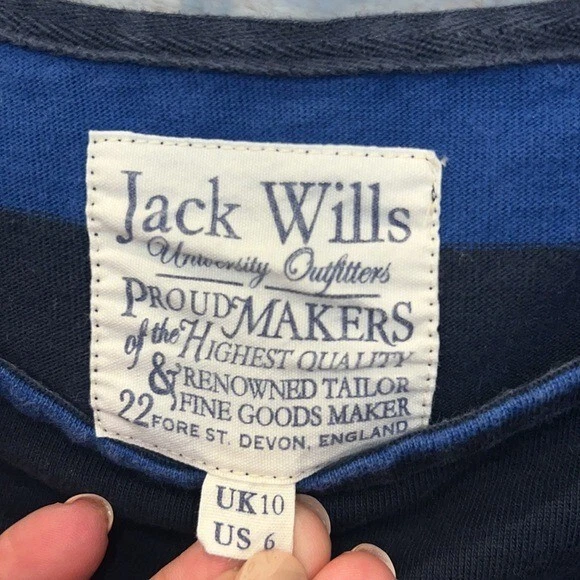 Jack Wills
University Outfitters
PROUD MAKERS
of the HIGHEST QUALITY
& RENOWNED TAILOR
FINE GOODS MAKER
22 FORE ST. DEVON, ENGLAND
UK10
US 6